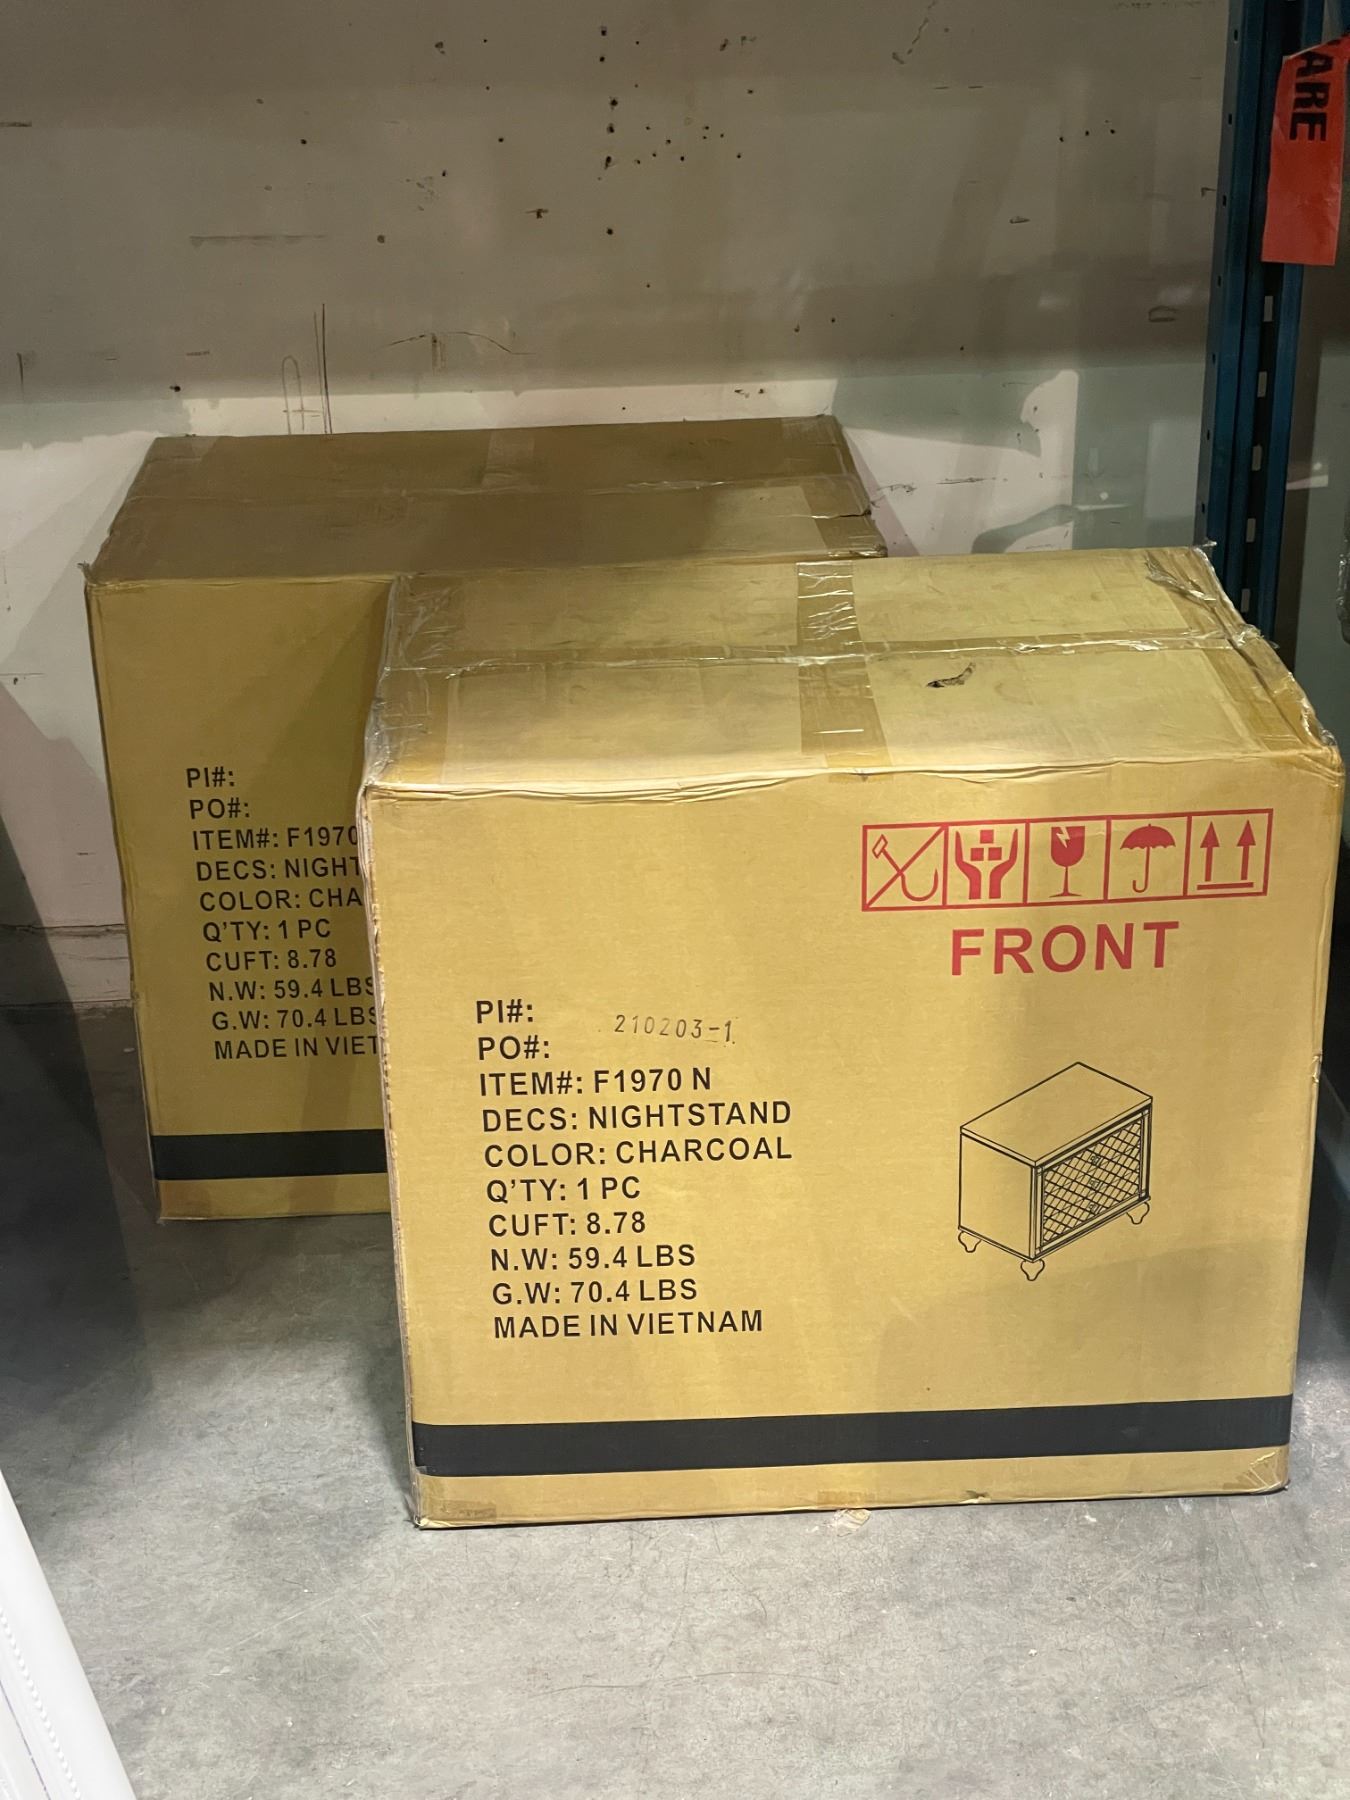 ARE
PI#:
PO#:
ITEM#: F1970
DECS: NIGHT
COLOR: CHA
Q'TY: 1 PC
CUFT: 8.78
N.W: 59.4 LBS
G.W: 70.4 LBS
MADE IN VIET
FRONT
PI#:
210203-1
PO#:
ITEM#: F1970 N
DECS: NIGHTSTAND
COLOR: CHARCOAL
Q'TY: 1 PC
CUFT: 8.78
N.W: 59.4 LBS
G.W: 70.4 LBS
MADE IN VIETNAM